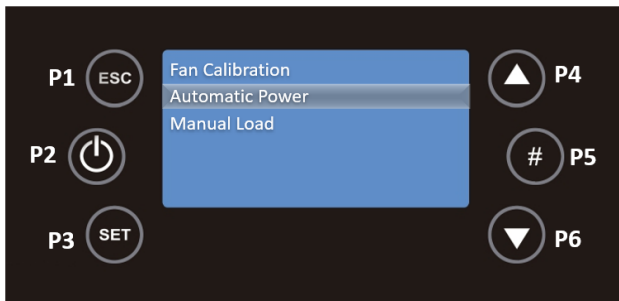 P1 ESC
Fan Calibration
Automatic Power
Manual Load
P4
P2
# P5
P3 SET
P6